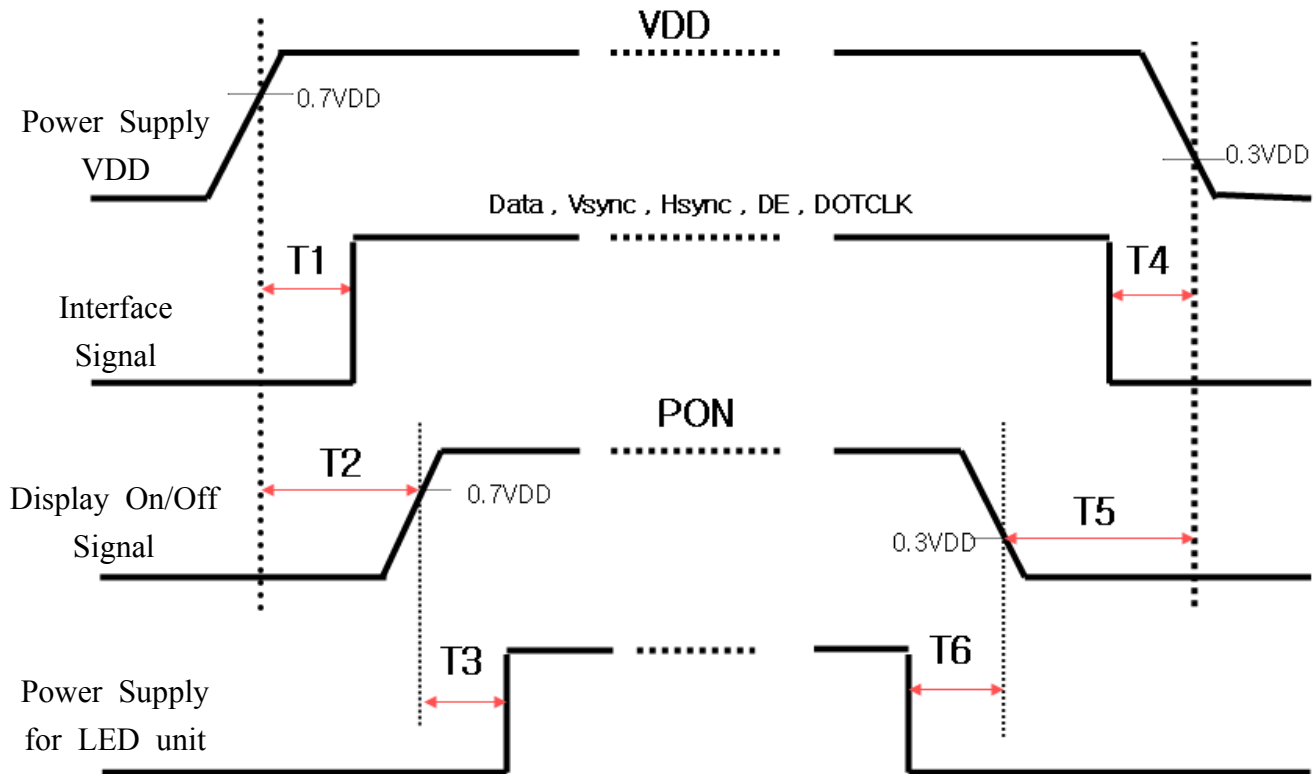 VDD
0.7VDD
Power Supply
VDD
0.3VDD
Data , Vsync , Hsync , DE , DOTCLK
T1
T4
Interface
Signal
PON
T2
0.7VDD
Display On/Off
Signal
T5
0.3VDD
T3
T6
Power Supply
for LED unit